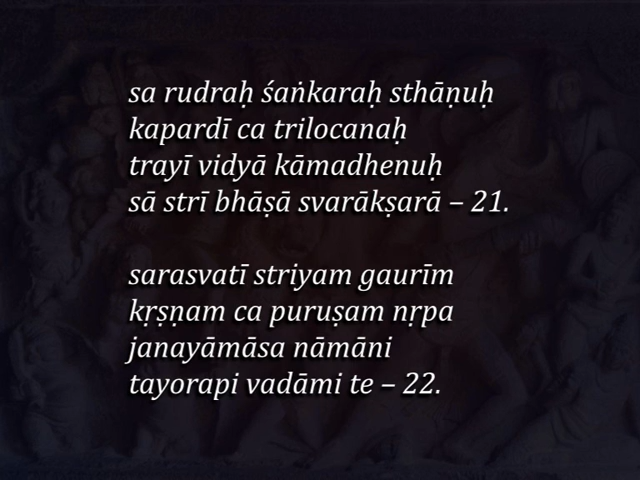 sa rudraḥ śaṅkaraḥ sthāṇuḥ
kapardī ca trilocanaḥ
trayī vidyā kāmadhenuḥ
sā strī bhāṣā svarākṣarā – 21.
sarasvatī striyam gaurīm
kṛṣṇam ca puruṣam nṛpa
janayāmāsa nāmāni
tayorapi vadāmi te – 22.